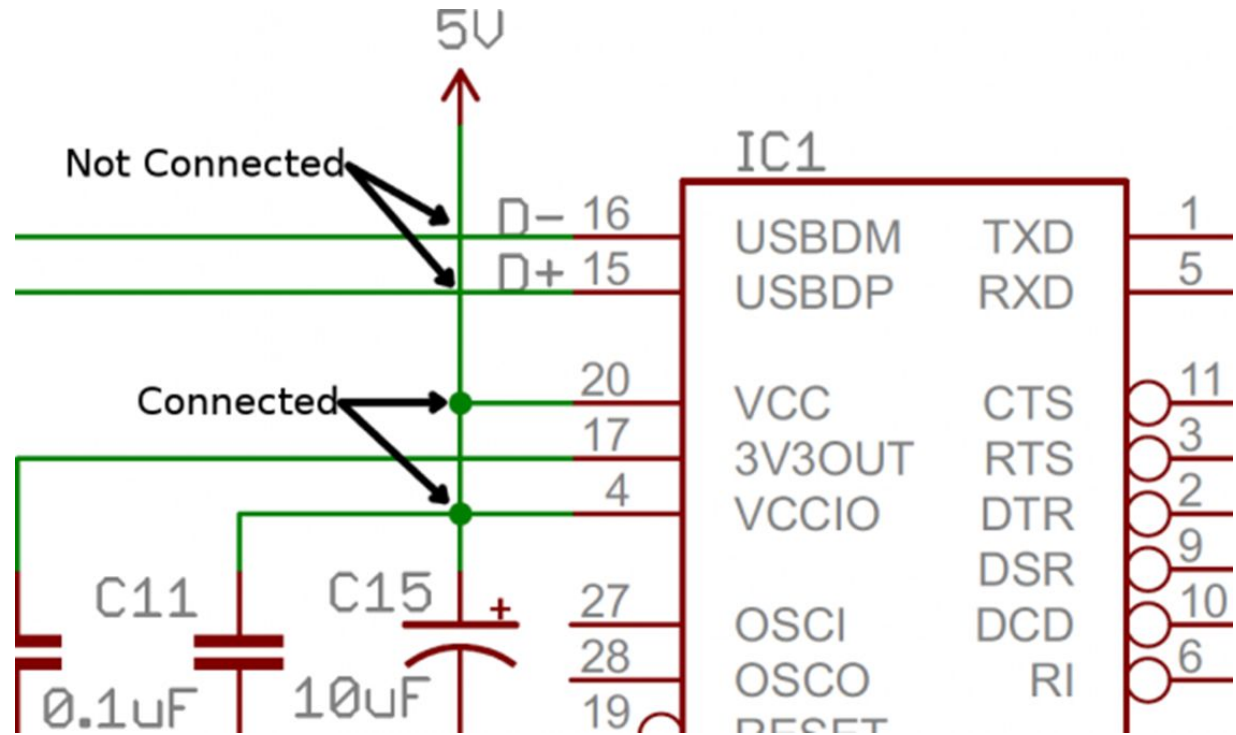 5V
Not Connected
IC1
D- 16 USBDM TXD 1
D+ 15 USBDP RXD 5
Connected
20 VCC CTS 11
17 3V3OUT RTS 3
4 VCCIO DTR 2
DSR 9
C11 C15 +
27 OSCI DCD 10
28 OSCO RI 6
0.1uF 10uF
19 RESET